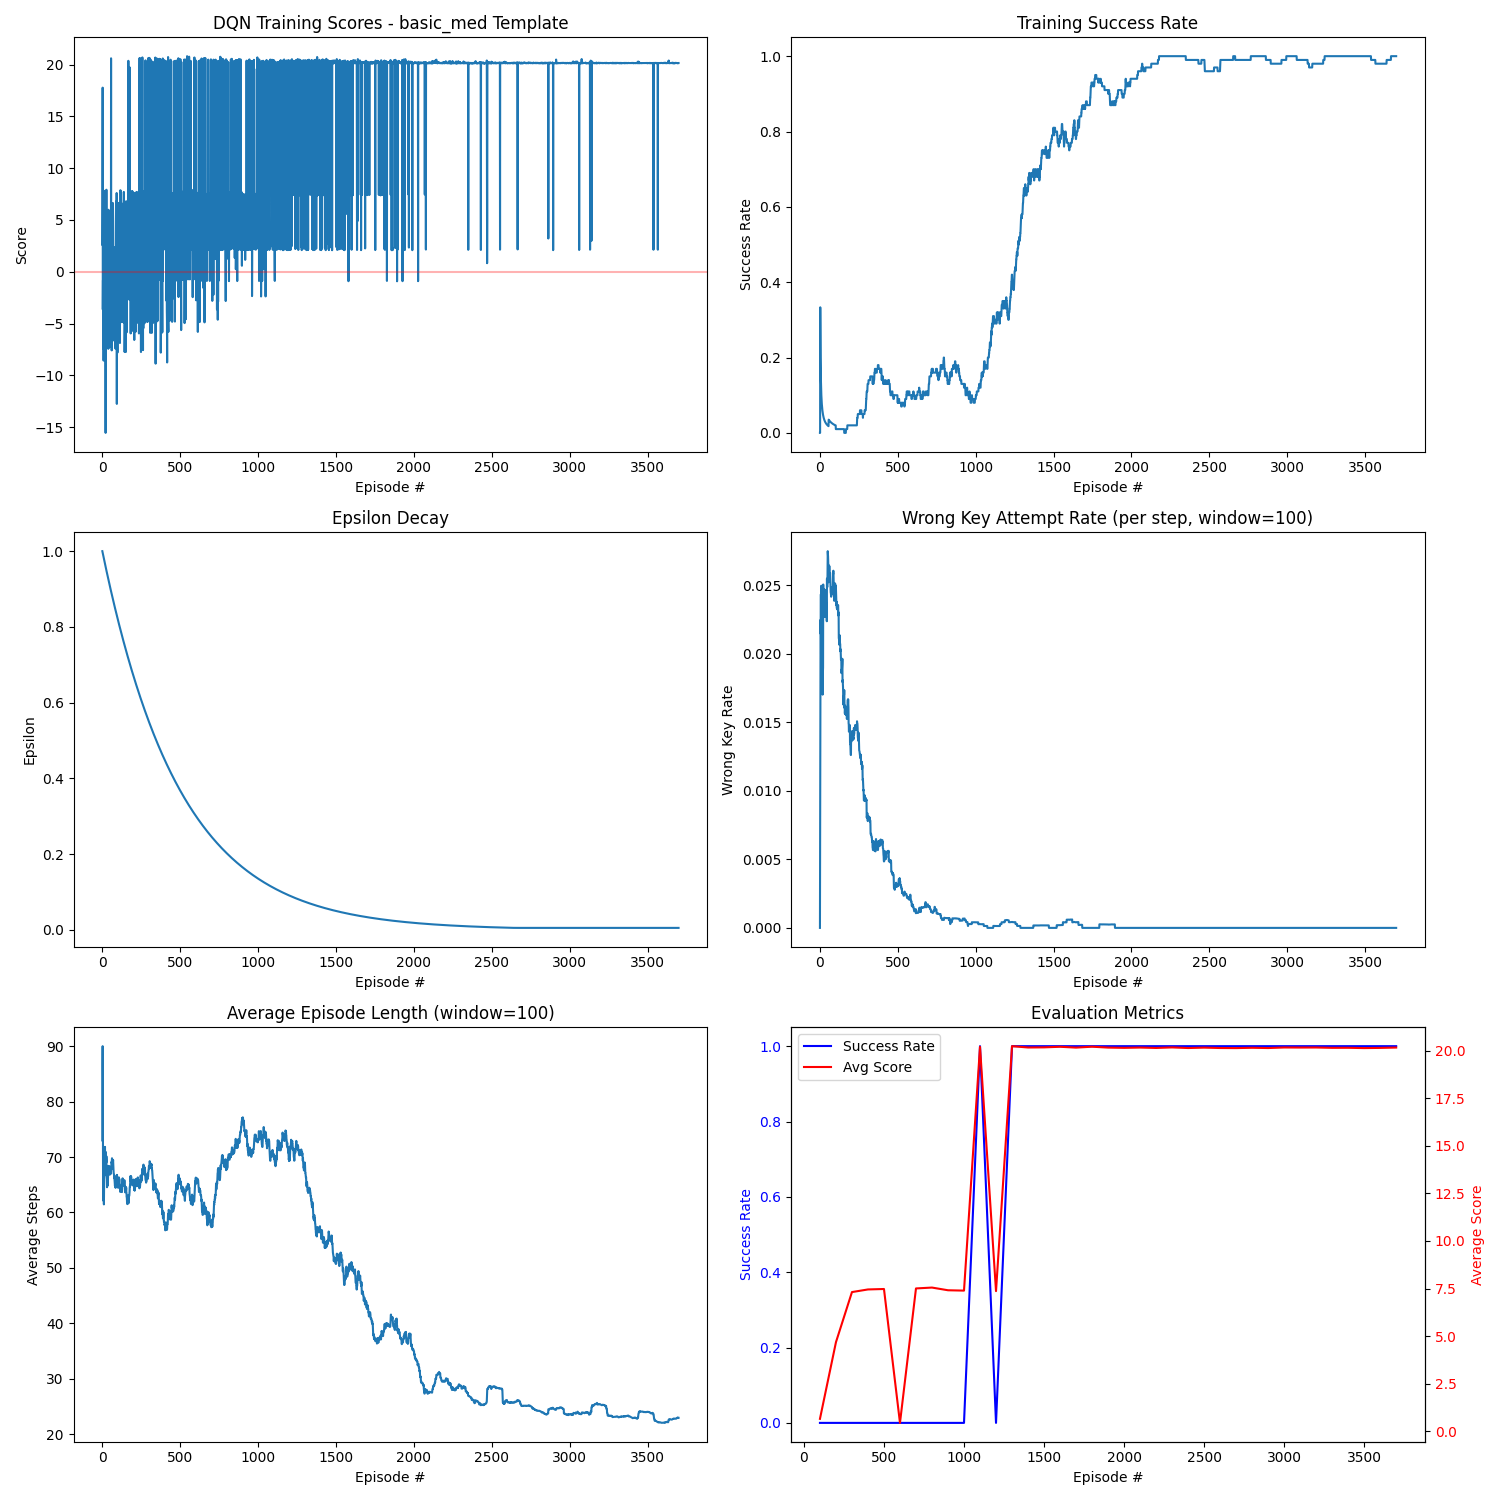 DQN Training Scores - basic_med Template
20
15
10
5
0
−5
−10
−15
Score
0 500 1000 1500 2000 2500 3000 3500
Episode #
Training Success Rate
1.0
0.8
0.6
0.4
0.2
0.0
Success Rate
0 500 1000 1500 2000 2500 3000 3500
Episode #
Epsilon Decay
1.0
0.8
0.6
0.4
0.2
0.0
Epsilon
0 500 1000 1500 2000 2500 3000 3500
Episode #
Wrong Key Attempt Rate (per step, window=100)
0.025
0.020
0.015
0.010
0.005
0.000
Wrong Key Rate
0 500 1000 1500 2000 2500 3000 3500
Episode #
Average Episode Length (window=100)
90
80
70
60
50
40
30
20
Average Steps
0 500 1000 1500 2000 2500 3000 3500
Episode #
Evaluation Metrics
Success Rate
Avg Score
1.0
0.8
0.6
0.4
0.2
0.0
Success Rate
20.0
17.5
15.0
12.5
10.0
7.5
5.0
2.5
0.0
Average Score
0 500 1000 1500 2000 2500 3000 3500
Episode #